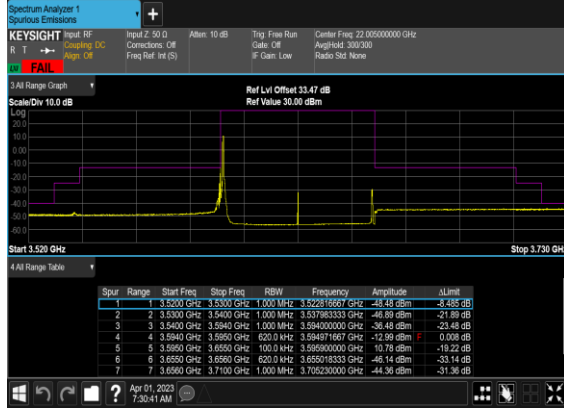 Spectrum Analyzer 1
Spurious Emissions
KEYSIGHT Input: RF Input Z: 50 Ω Atten: 10 dB Trig: Free Run Center Freq: 22.005000000 GHz
R T Coupling: DC Corrections: Off Gate: Off Avg|Hold: 300/300
Align: Off Freq Ref: Int (S) IF Gain: Low Radio Std: None
FAIL
3 All Range Graph
Ref Lvl Offset 33.47 dB
Scale/Div 10.0 dB Ref Value 30.00 dBm
Log
20.0
10.0
0.00
-10.0
-20.0
-30.0
-40.0
-50.0
-60.0
Start 3.520 GHz Stop 3.730 GH
4 All Range Table
Spur Range Start Freq Stop Freq RBW Frequency Amplitude ΔLimit
1 1 3.5200 GHz 3.5300 GHz 1.000 MHz 3.522816667 GHz -48.48 dBm -8.485 dB
2 2 3.5300 GHz 3.5400 GHz 1.000 MHz 3.537983333 GHz -46.89 dBm -21.89 dB
3 3 3.5400 GHz 3.5940 GHz 1.000 MHz 3.594000000 GHz -36.48 dBm -23.48 dB
4 4 3.5940 GHz 3.5950 GHz 620.0 kHz 3.594971667 GHz -12.99 dBm F 0.008 dB
5 5 3.5950 GHz 3.6550 GHz 100.0 kHz 3.595900000 GHz 10.78 dBm -19.22 dB
6 6 3.6550 GHz 3.6560 GHz 620.0 kHz 3.655018333 GHz -46.14 dBm -33.14 dB
7 7 3.6560 GHz 3.7100 GHz 1.000 MHz 3.705230000 GHz -44.36 dBm -31.36 dB
Apr 01, 2023
7:30:41 AM